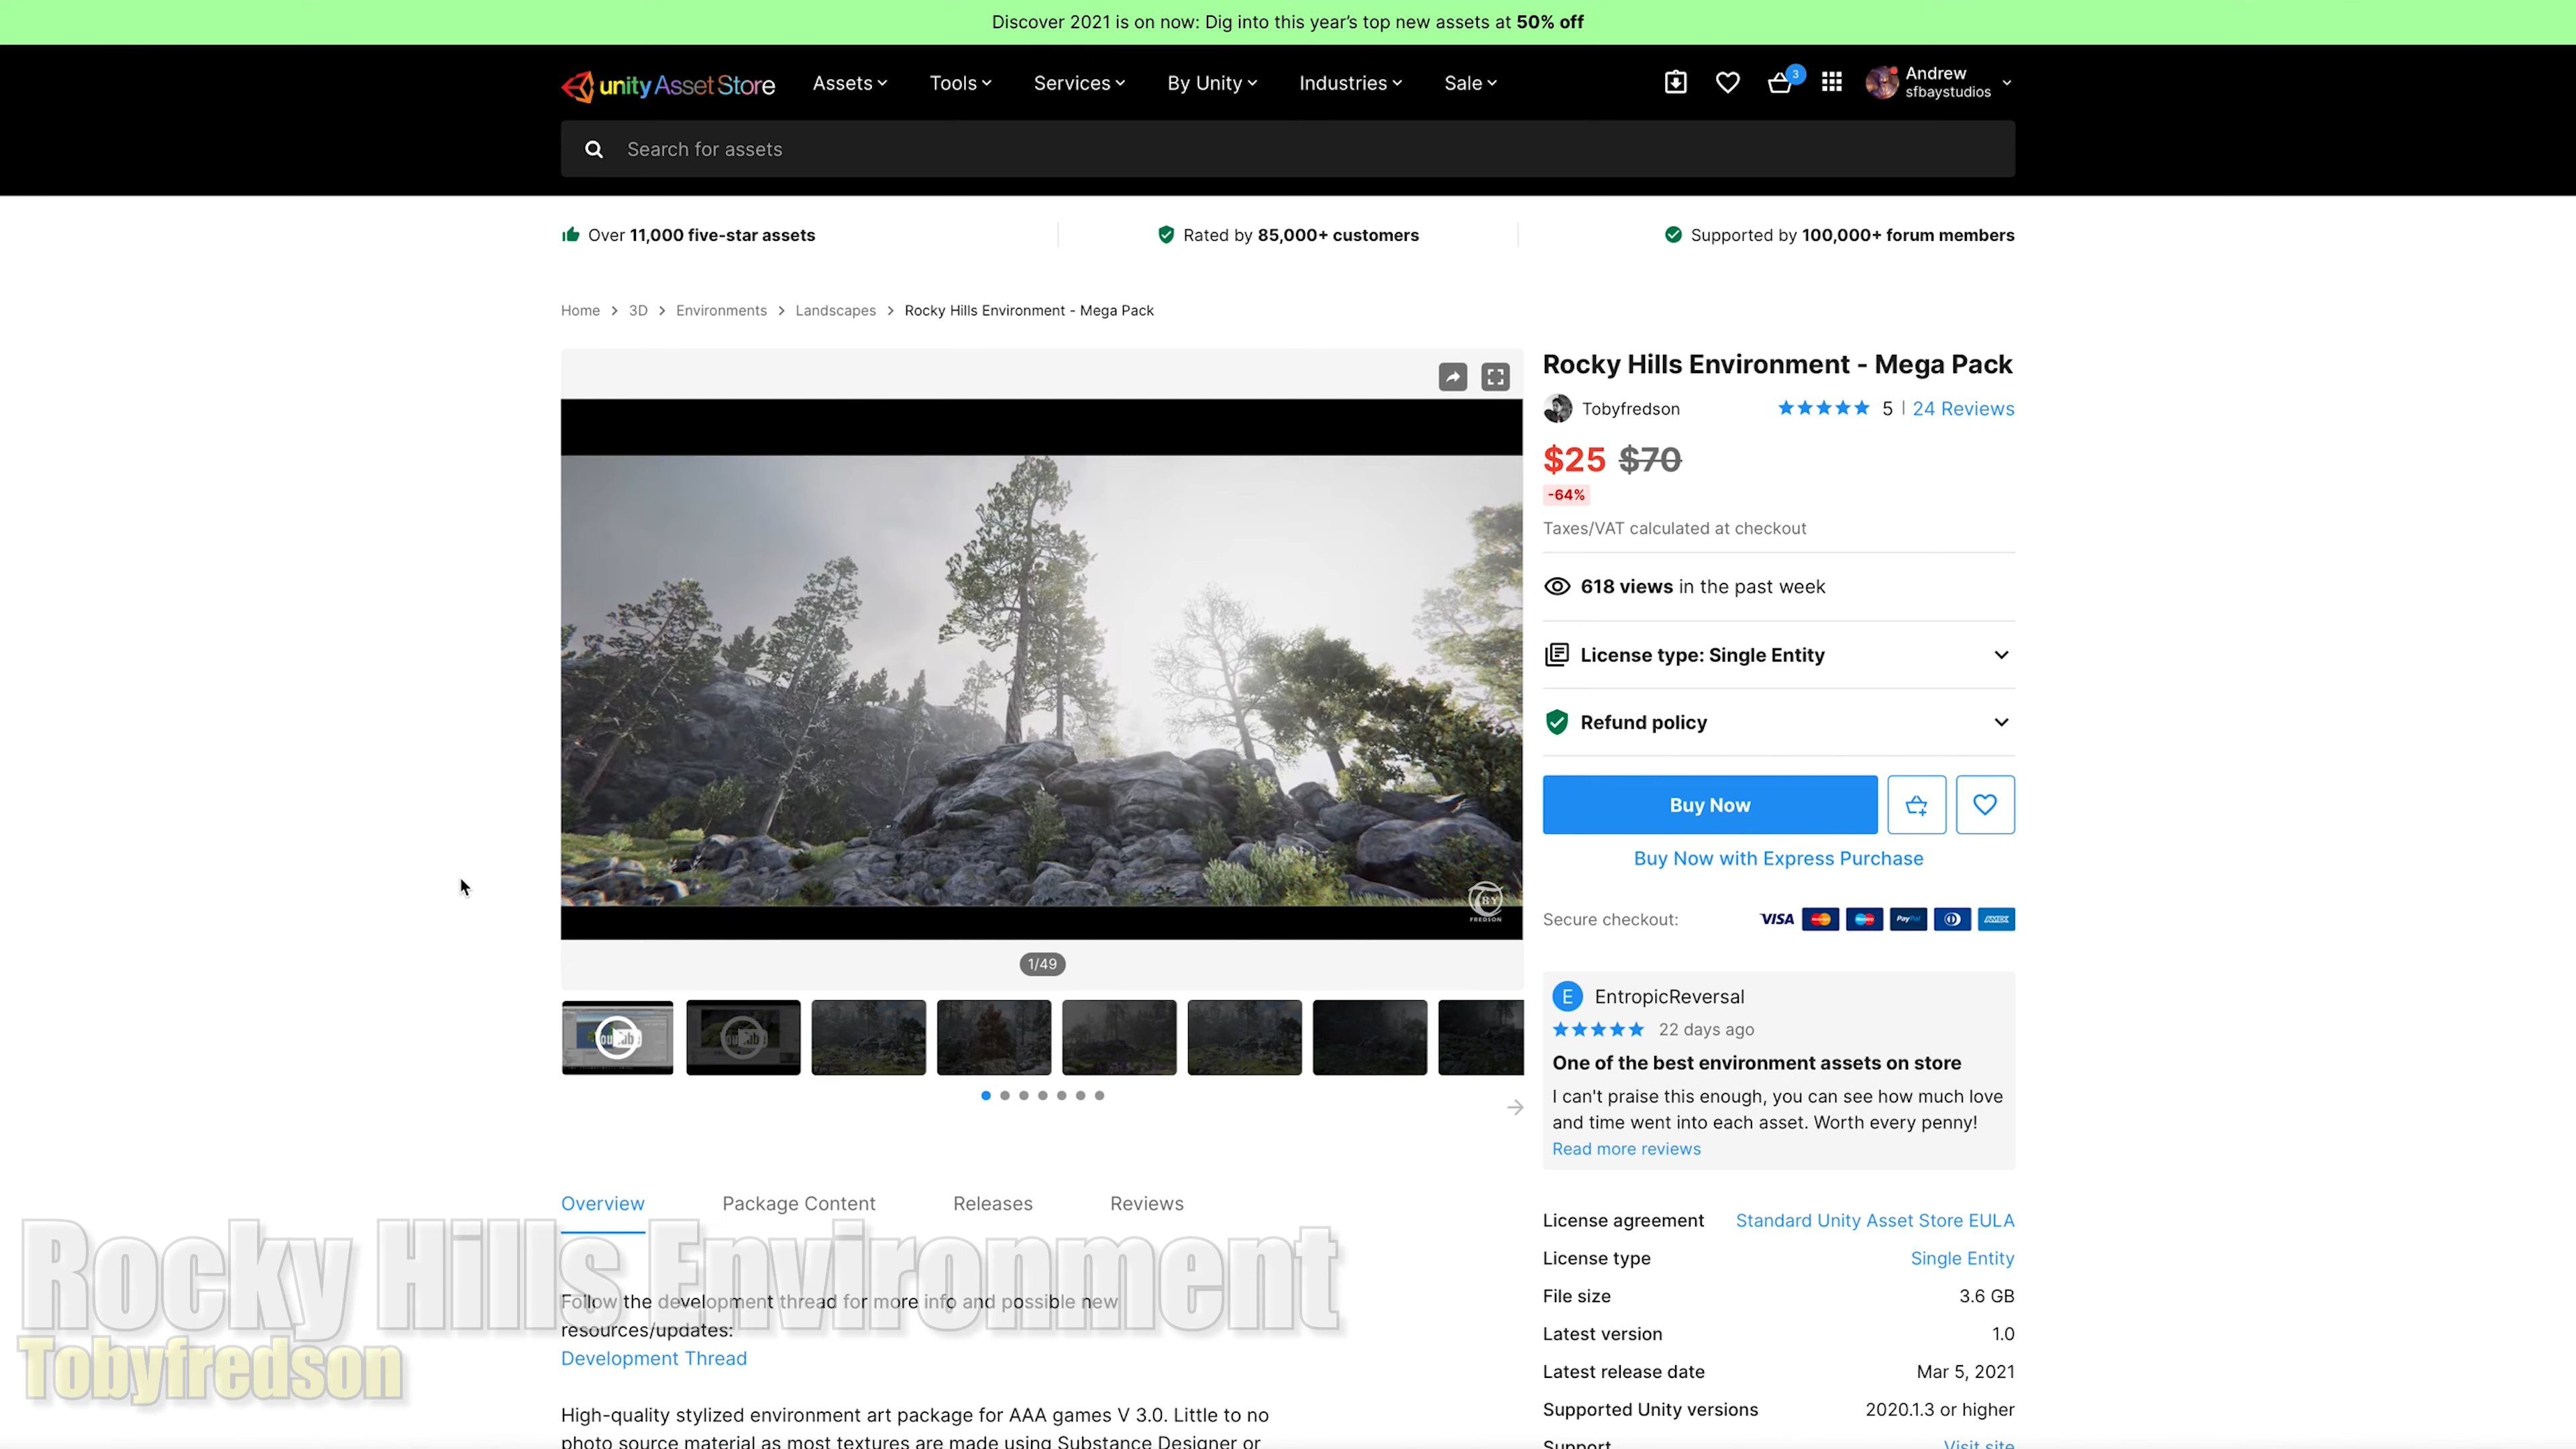 Discover 2021 is on now: Dig into this year's top new assets at 50% off
unity Asset Store
Assets
Tools
Services
By Unity
Industries
Sale
3
Andrew
sfbaystudios
Search for assets
Over 11,000 five-star assets
Rated by 85,000+ customers
Supported by 100,000+ forum members
Home > 3D > Environments > Landscapes > Rocky Hills Environment - Mega Pack
Rocky Hills Environment - Mega Pack
Tobyfredson
5 | 24 Reviews
$25 $70
-64%
Taxes/VAT calculated at checkout
618 views in the past week
License type: Single Entity
Refund policy
Buy Now
Buy Now with Express Purchase
Secure checkout:
VISA
PayPal
AMEX
BY
FREDSON
1/49
E
EntropicReversal
22 days ago
One of the best environment assets on store
I can't praise this enough, you can see how much love
and time went into each asset. Worth every penny!
Read more reviews
Overview
Package Content
Releases
Reviews
Rocky Hills Environment
Tobyfredson
Follow the development thread for more info and possible new
resources/updates:
Development Thread
High-quality stylized environment art package for AAA games V 3.0. Little to no
photo source material as most textures are made using Substance Designer or
License agreement Standard Unity Asset Store EULA
License type Single Entity
File size 3.6 GB
Latest version 1.0
Latest release date Mar 5, 2021
Supported Unity versions 2020.1.3 or higher
Support Visit site